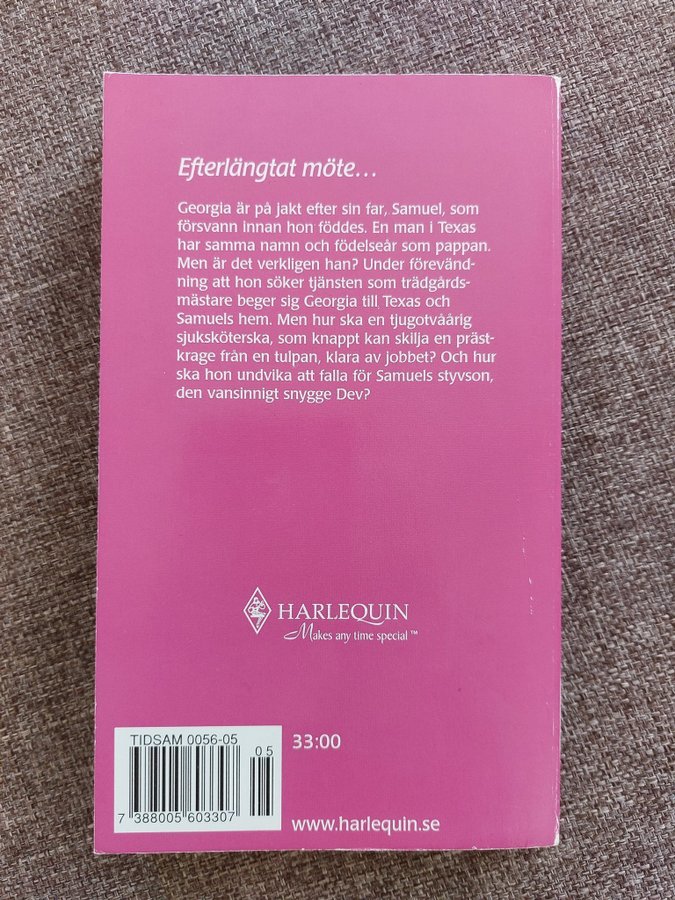 Efterlängtat möte...
Georgia är på jakt efter sin far, Samuel, som
försvann innan hon föddes. En man i Texas
har samma namn och födelseår som pappan.
Men är det verkligen han? Under förevänd-
ning att hon söker tjänsten som trädgårds-
mästare beger sig Georgia till Texas och
Samuels hem. Men hur ska en tjugotvåårig
sjuksköterska, som knappt kan skilja en präst-
krage från en tulpan, klara av jobbet? Och hur
ska hon undvika att falla för Samuels styvson,
den vansinnigt snygge Dev?
HARLEQUIN
Makes any time special™
TIDSAM 0056-05
05
33:00
7 388005 603307
www.harlequin.se